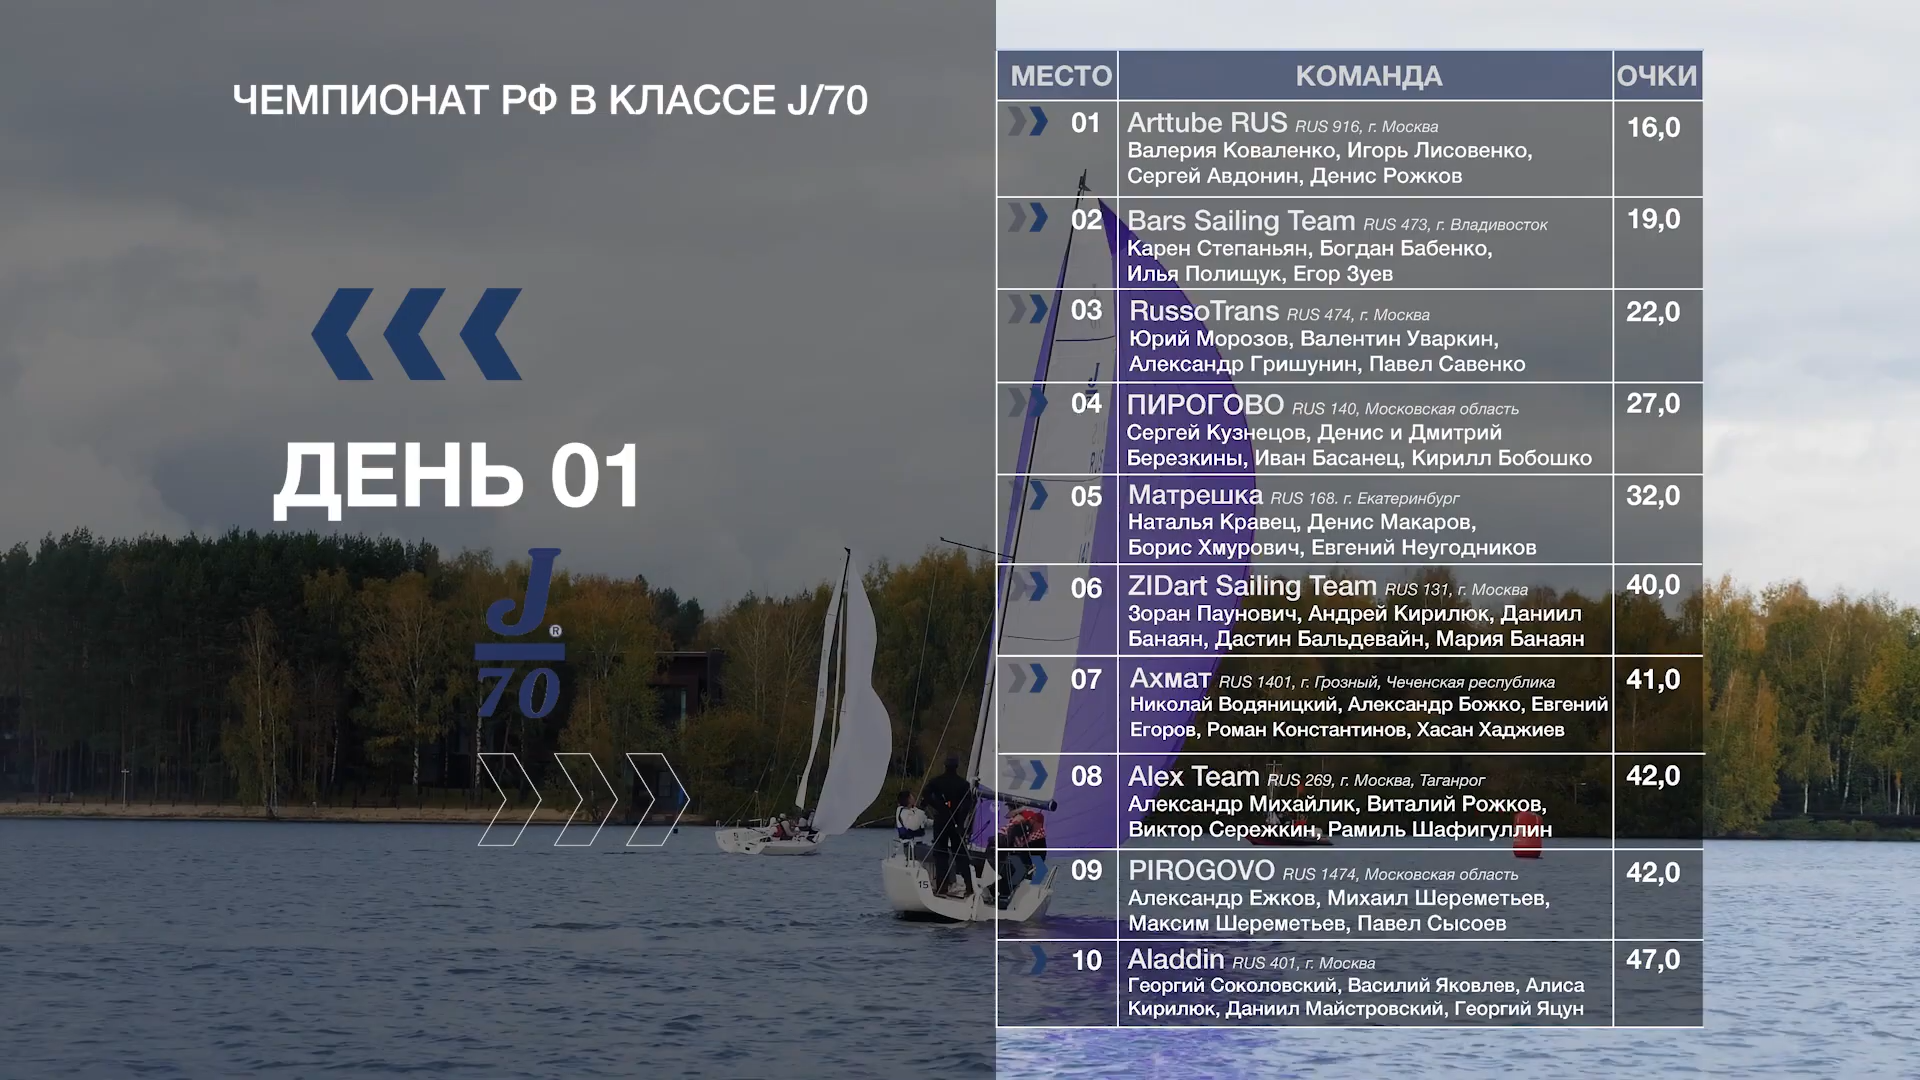 ЧЕМПИОНАТ РФ В КЛАССЕ J/70
ДЕНЬ 01
J®
70
МЕСТО КОМАНДА ОЧКИ
01 Arttube RUS RUS 916, г. Москва 16,0
Валерия Коваленко, Игорь Лисовенко,
Сергей Авдонин, Денис Рожков
02 Bars Sailing Team RUS 473, г. Владивосток 19,0
Карен Степаньян, Богдан Бабенко,
Илья Полищук, Егор Зуев
03 RussoTrans RUS 474, г. Москва 22,0
Юрий Морозов, Валентин Уваркин,
Александр Гришунин, Павел Савенко
04 ПИРОГОВО RUS 140, Московская область 27,0
Сергей Кузнецов, Денис и Дмитрий
Березкины, Иван Басанец, Кирилл Бобошко
05 Матрешка RUS 168. г. Екатеринбург 32,0
Наталья Кравец, Денис Макаров,
Борис Хмурович, Евгений Неугодников
06 ZIDart Sailing Team RUS 131, г. Москва 40,0
Зоран Паунович, Андрей Кирилюк, Даниил
Банаян, Дастин Бальдевайн, Мария Банаян
07 Ахмат RUS 1401, г. Грозный, Чеченская республика 41,0
Николай Водяницкий, Александр Божко, Евгений
Егоров, Роман Константинов, Хасан Хаджиев
08 Alex Team RUS 269, г. Москва, Таганрог 42,0
Александр Михайлик, Виталий Рожков,
Виктор Сережкин, Рамиль Шафигуллин
09 PIROGOVO RUS 1474, Московская область 42,0
Александр Ежков, Михаил Шереметьев,
Максим Шереметьев, Павел Сысоев
10 Aladdin RUS 401, г. Москва 47,0
Георгий Соколовский, Василий Яковлев, Алиса
Кирилюк, Даниил Майстровский, Георгий Яцун
15